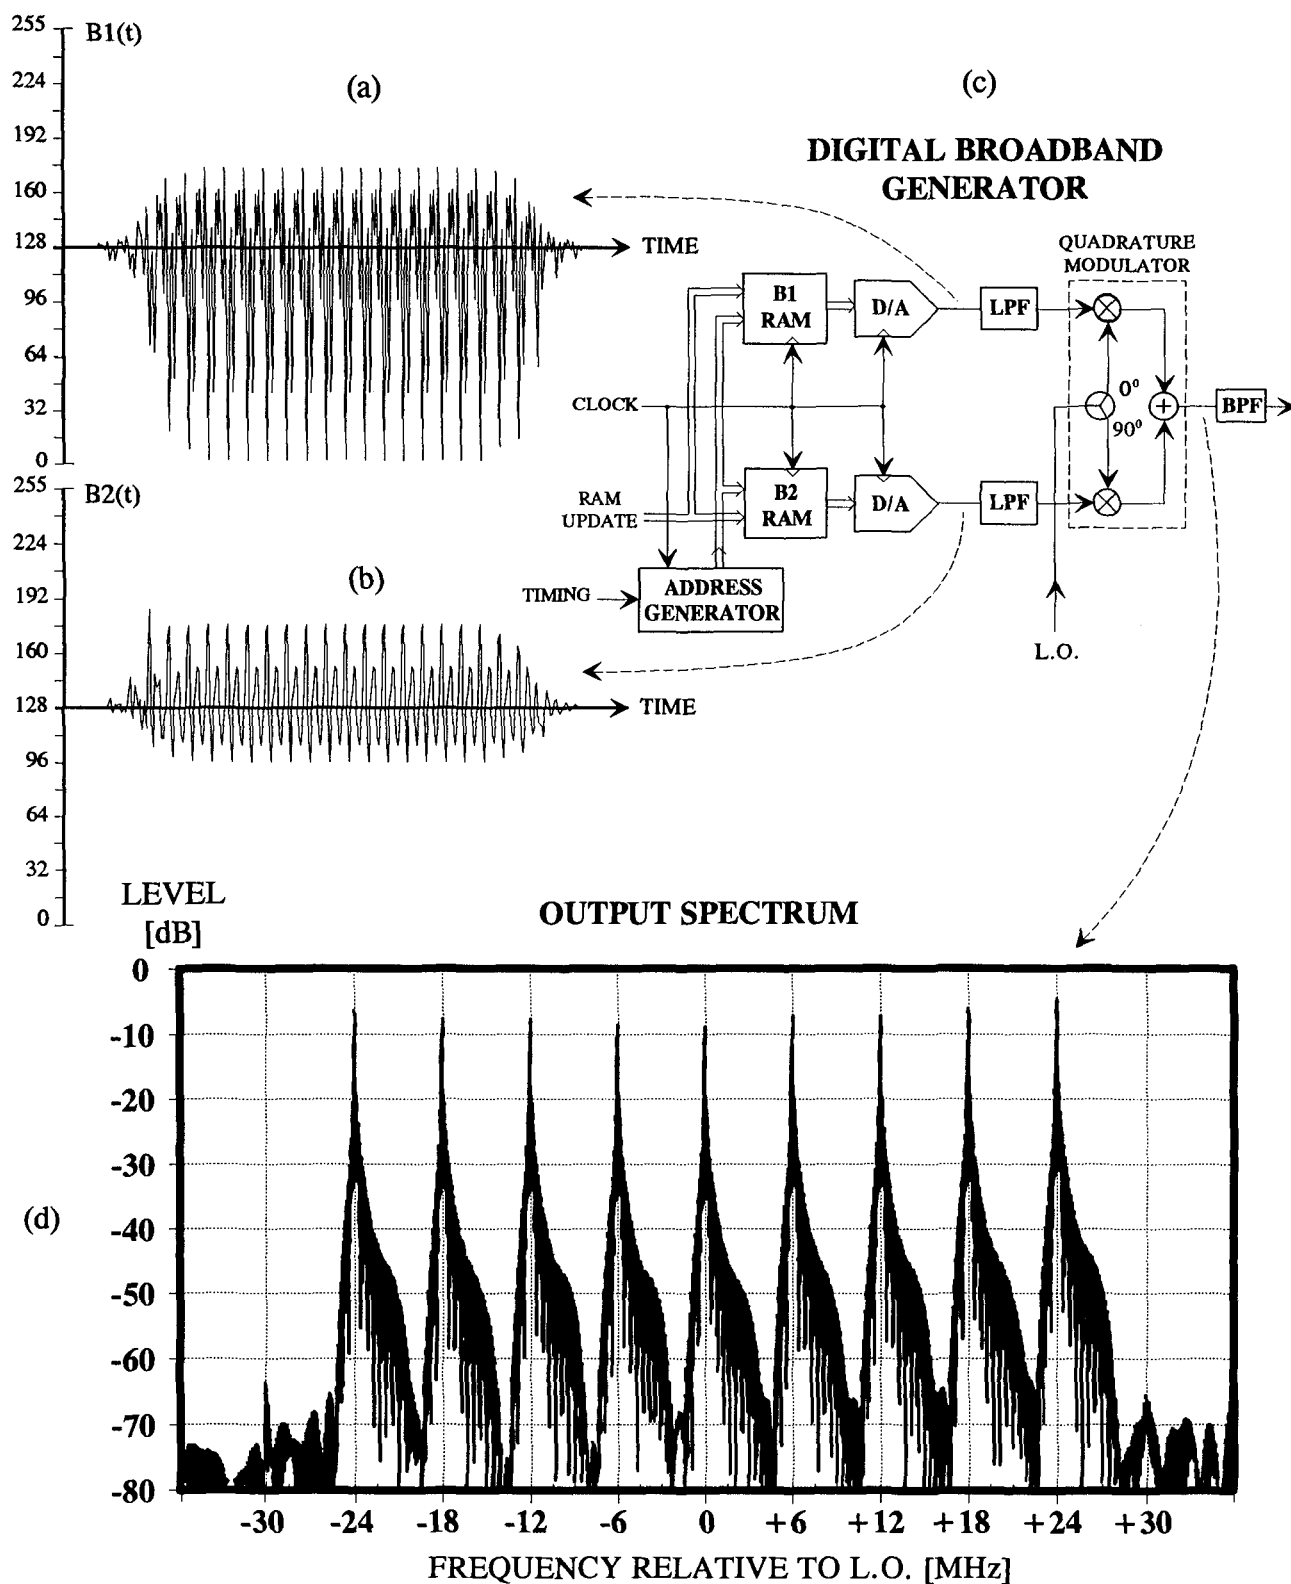 255
B1(t)
224
192
160
128
96
64
32
0
(a)
TIME
(c)
DIGITAL BROADBAND
GENERATOR
QUADRATURE
MODULATOR
B1
RAM
D/A
LPF
CLOCK
0°
90°
+
BPF
B2
RAM
D/A
LPF
RAM
UPDATE
TIMING
ADDRESS
GENERATOR
L.O.
255
B2(t)
224
192
160
128
96
64
32
0
(b)
TIME
LEVEL
[dB]
OUTPUT SPECTRUM
(d)
0
-10
-20
-30
-40
-50
-60
-70
-80
-30 -24 -18 -12 -6 0 +6 +12 +18 +24 +30
FREQUENCY RELATIVE TO L.O. [MHz]